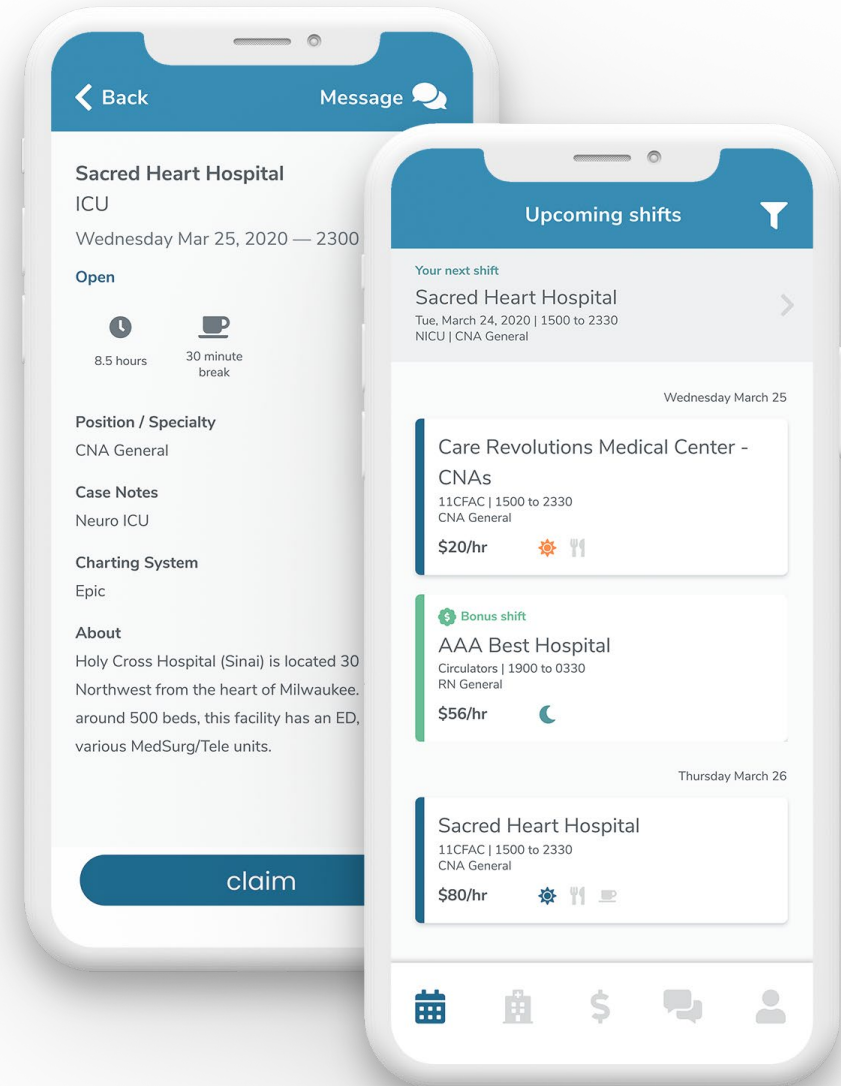 Back
Message
Sacred Heart Hospital
ICU
Wednesday Mar 25, 2020 — 2300
Open
8.5 hours
30 minute
break
Position / Specialty
CNA General
Case Notes
Neuro ICU
Charting System
Epic
About
Holy Cross Hospital (Sinai) is located 30
Northwest from the heart of Milwaukee.
around 500 beds, this facility has an ED,
various MedSurg/Tele units.
claim
Upcoming shifts
Your next shift
Sacred Heart Hospital
Tue, March 24, 2020 | 1500 to 2330
NICU | CNA General
Wednesday March 25
Care Revolutions Medical Center -
CNAs
11CFAC | 1500 to 2330
CNA General
$20/hr
Bonus shift
AAA Best Hospital
Circulators | 1900 to 0330
RN General
$56/hr
Thursday March 26
Sacred Heart Hospital
11CFAC | 1500 to 2330
CNA General
$80/hr